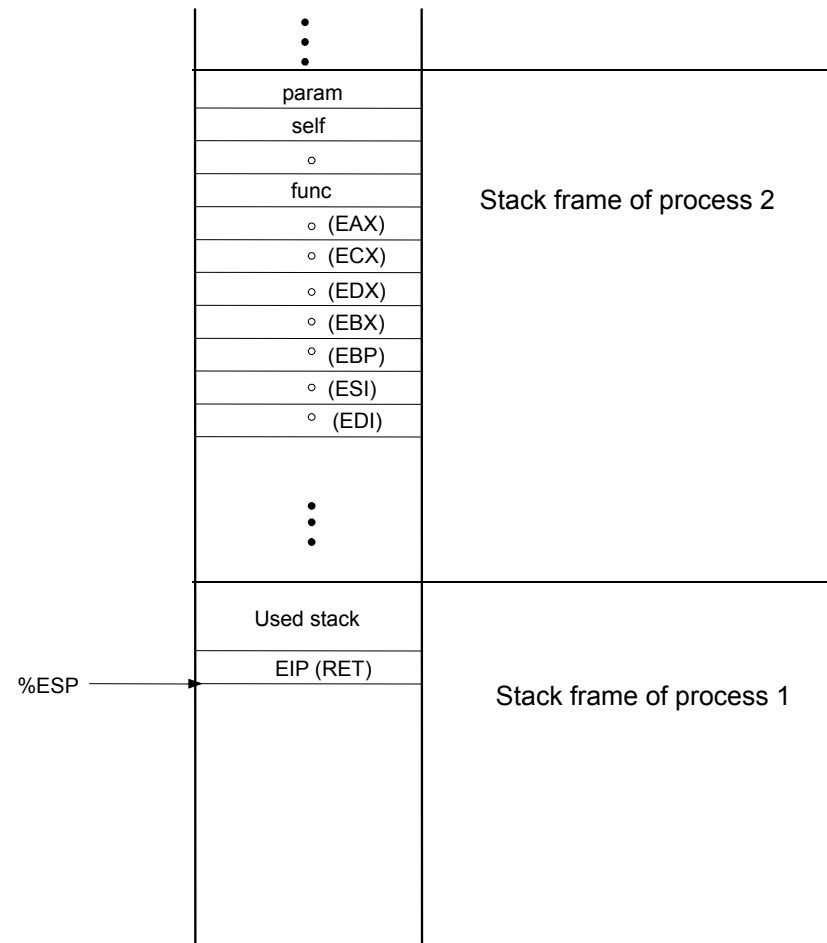 param
self
func
Stack frame of process 2
(EAX)
(ECX)
(EDX)
(EBX)
(EBP)
(ESI)
(EDI)
Used stack
EIP (RET)
%ESP
Stack frame of process 1